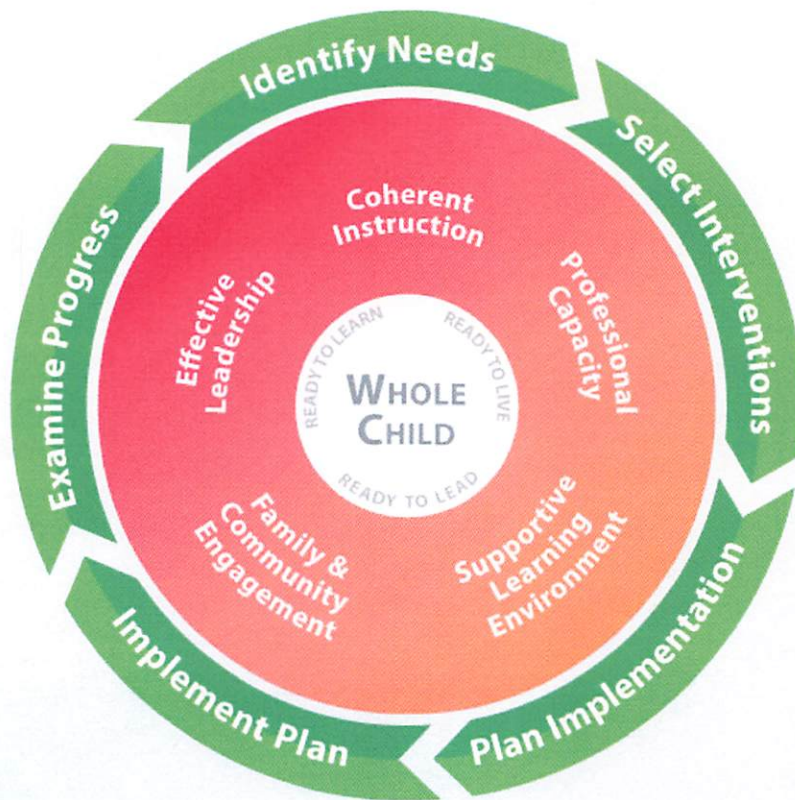 Identify Needs
Select Interventions
Plan Implementation
Implement Plan
Examine Progress
Coherent
Instruction
Professional
Capacity
Supportive
Learning
Environment
Family &
Community
Engagement
Effective
Leadership
READY TO LEARN
READY TO LIVE
READY TO LEAD
WHOLE
CHILD